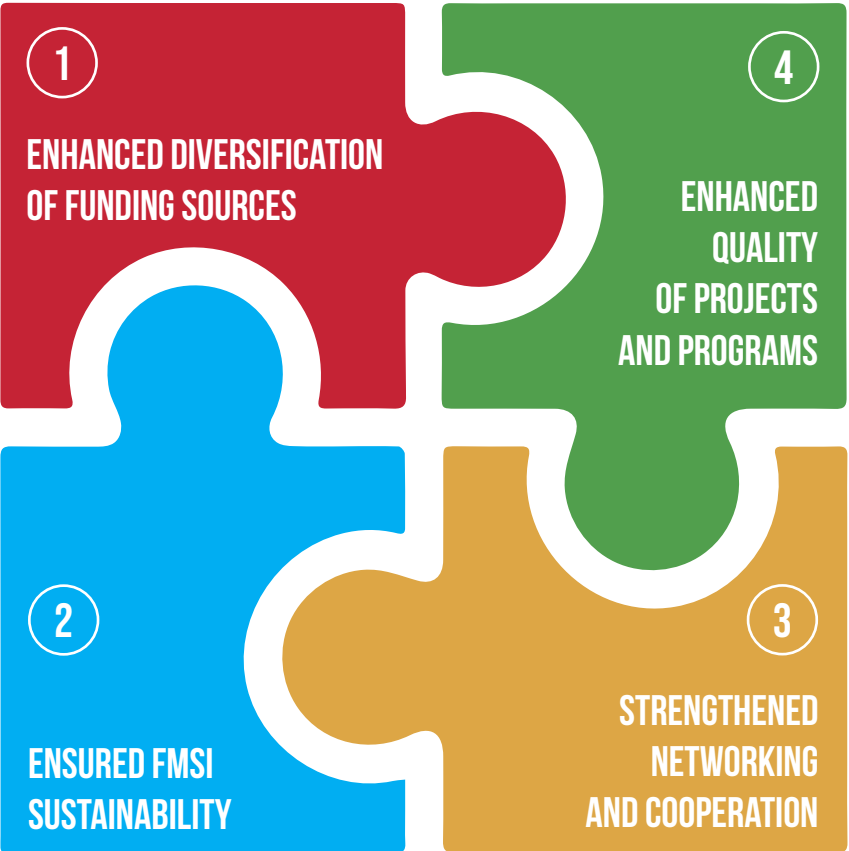 1
ENHANCED DIVERSIFICATION
OF FUNDING SOURCES
2
ENSURED FMSI
SUSTAINABILITY
3
STRENGTHENED
NETWORKING
AND COOPERATION
4
ENHANCED
QUALITY
OF PROJECTS
AND PROGRAMS